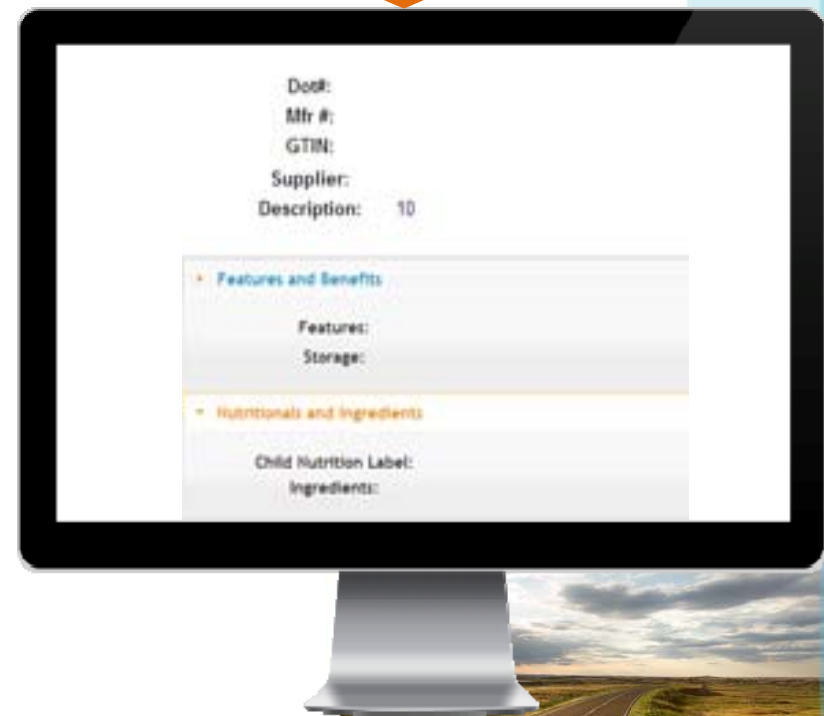 Dot#:
Mfr #:
GTIN:
Supplier:
Description: 10
Features and Benefits
Features:
Storage:
Nutritionals and Ingredients
Child Nutrition Label:
Ingredients: